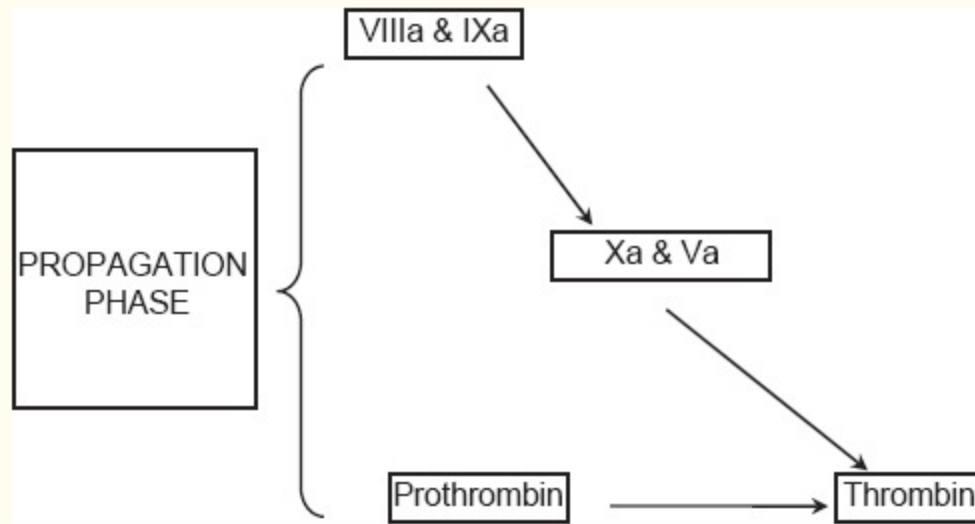 VIIIa & IXa
Xa & Va
PROPAGATION
PHASE
Prothrombin
Thrombin